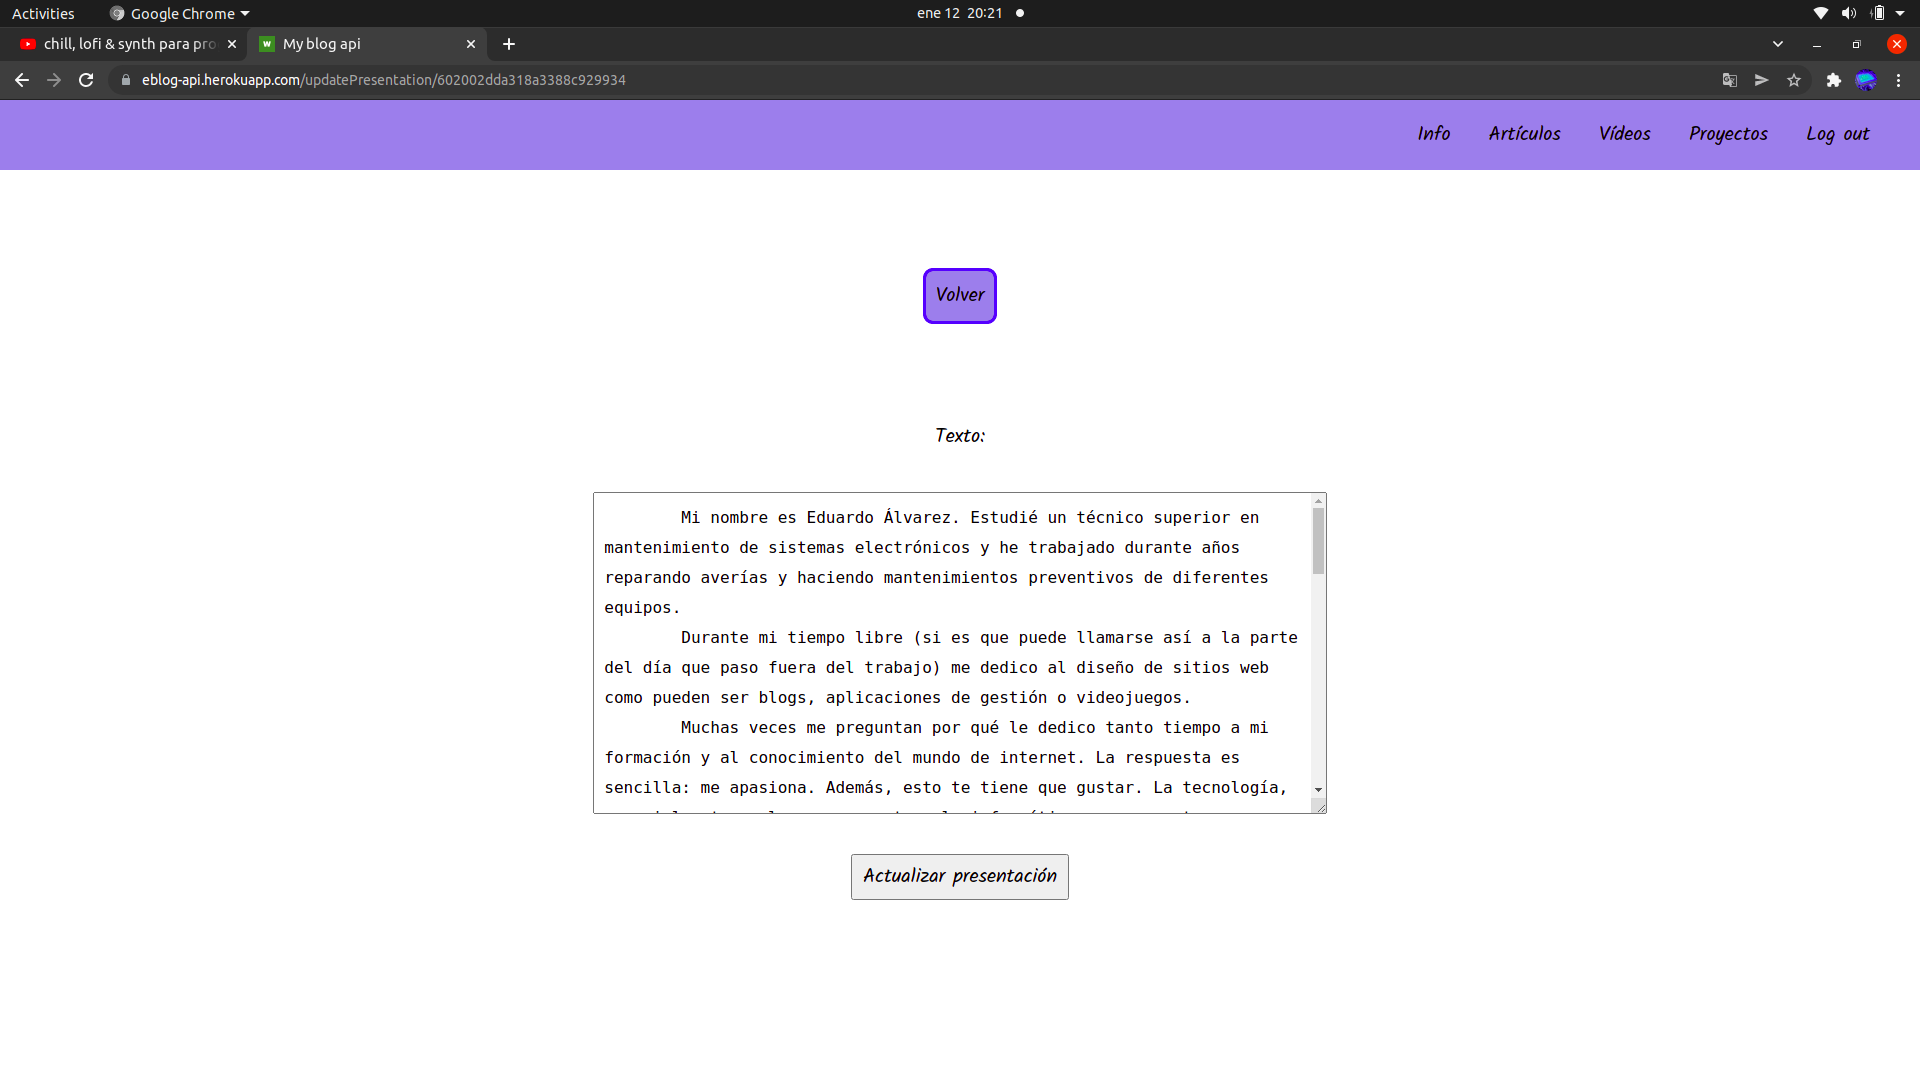 Activities
Google Chrome
ene 12 20:21
chill, lofi & synth para pro
My blog api
eblog-api.herokuapp.com/updatePresentation/602002dda318a3388c929934
Info Artículos Vídeos Proyectos Log out
Volver
Texto:
Mi nombre es Eduardo Álvarez. Estudié un técnico superior en
mantenimiento de sistemas electrónicos y he trabajado durante años
reparando averías y haciendo mantenimientos preventivos de diferentes
equipos.
Durante mi tiempo libre (si es que puede llamarse así a la parte
del día que paso fuera del trabajo) me dedico al diseño de sitios web
como pueden ser blogs, aplicaciones de gestión o videojuegos.
Muchas veces me preguntan por qué le dedico tanto tiempo a mi
formación y al conocimiento del mundo de internet. La respuesta es
sencilla: me apasiona. Además, esto te tiene que gustar. La tecnología,
Actualizar presentación